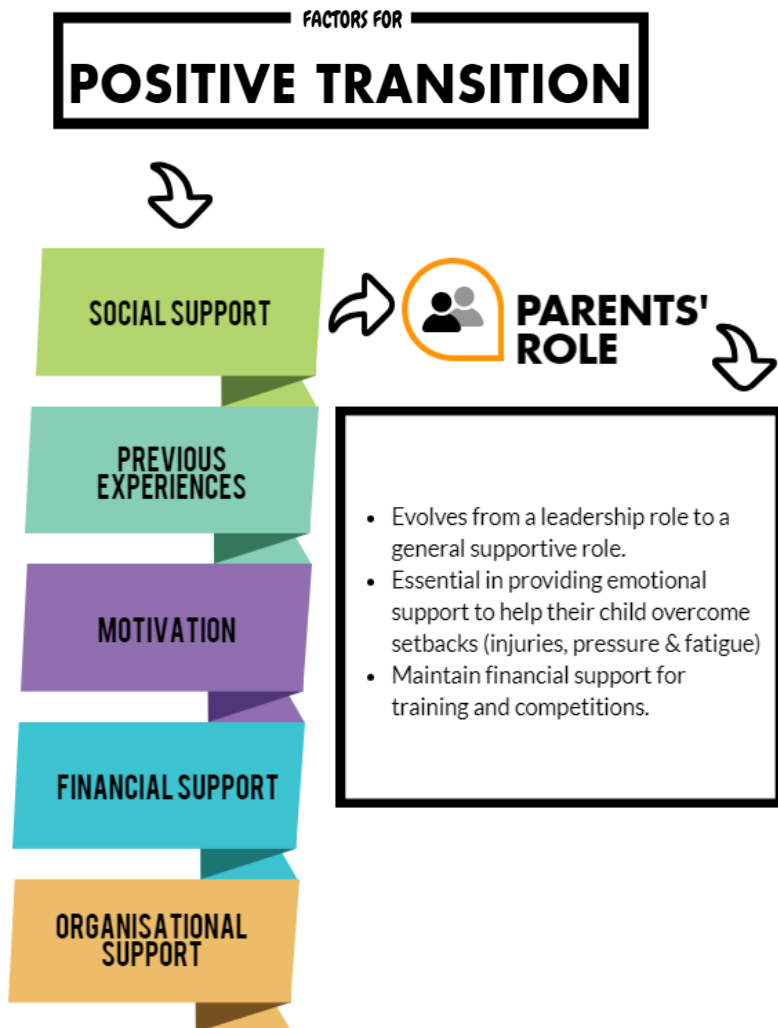 FACTORS FOR
POSITIVE TRANSITION
SOCIAL SUPPORT
PARENTS'
ROLE
PREVIOUS
EXPERIENCES
MOTIVATION
FINANCIAL SUPPORT
ORGANISATIONAL
SUPPORT
• Evolves from a leadership role to a
general supportive role.
• Essential in providing emotional
support to help their child overcome
setbacks (injuries, pressure & fatigue)
• Maintain financial support for
training and competitions.